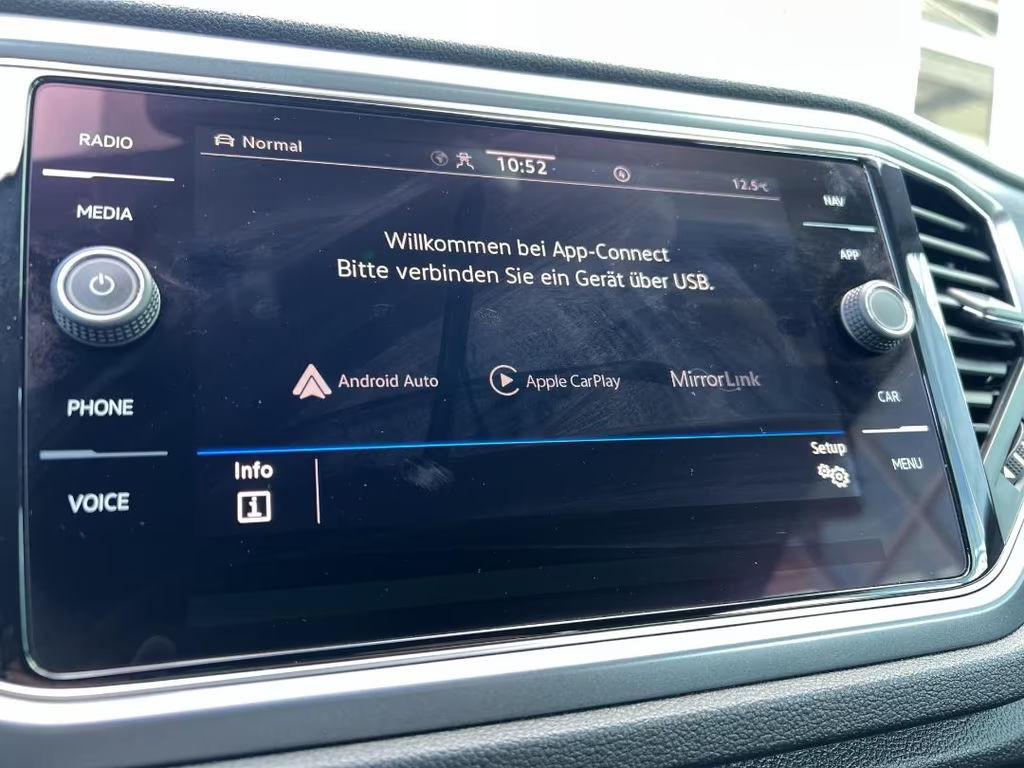 RADIO
MEDIA
PHONE
VOICE
Normal
10:52
12.5°C
Willkommen bei App-Connect
Bitte verbinden Sie ein Gerät über USB.
Android Auto
Apple CarPlay
MirrorLink
Info
i
Setup
NAV
APP
CAR
MENU